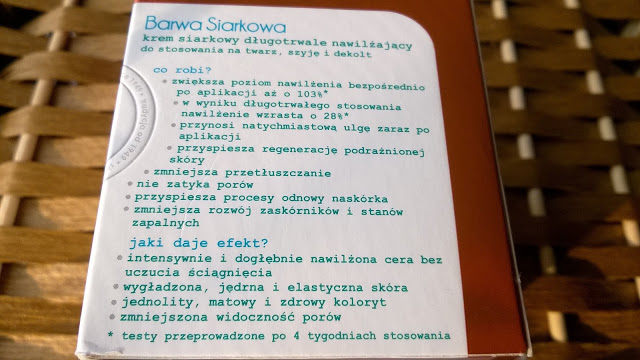 Barwa Siarkowa
krem siarkowy długotrwale nawilżający
do stosowania na twarz, szyję i dekolt
co robi?
• zwiększa poziom nawilżenia bezpośrednio
po aplikacji aż o 103%*
• w wyniku długotrwałego stosowania
nawilżenie wzrasta o 28%*
• przynosi natychmiastową ulgę zaraz po
aplikacji
• przyspiesza regenerację podrażnionej
skóry
• zmniejsza przetłuszczanie
• nie zatyka porów
• przyspiesza procesy odnowy naskórka
• zmniejsza rozwój zaskórników i stanów
zapalnych
jaki daje efekt?
• intensywnie i dogłębnie nawilżona cera bez
uczucia ściągnięcia
• wygładzona, jędrna i elastyczna skóra
• jednolity, matowy i zdrowy koloryt
• zmniejszona widoczność porów
* testy przeprowadzone po 4 tygodniach stosowania